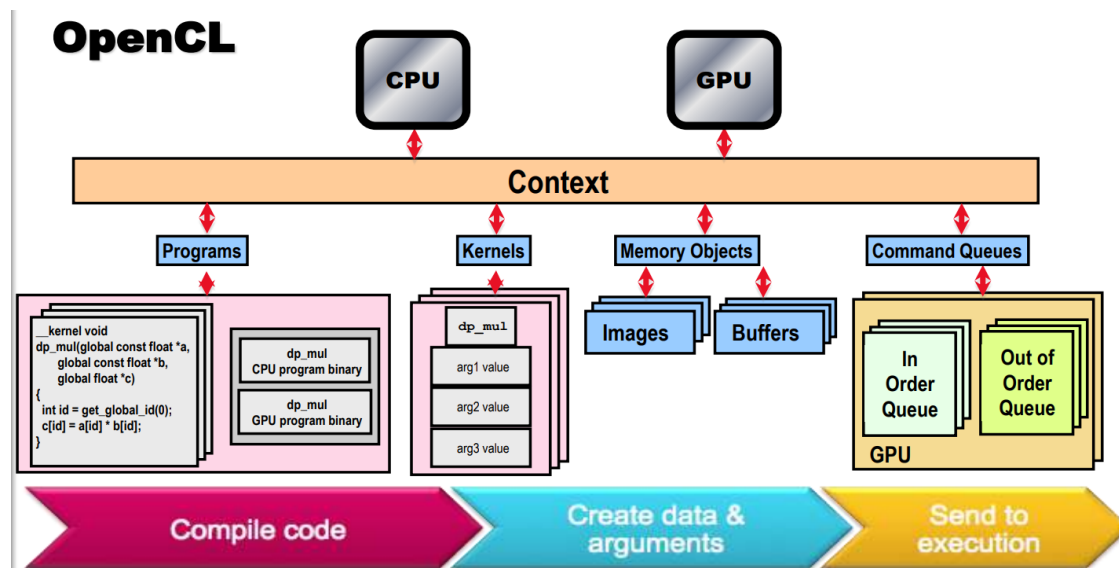 OpenCL
CPU
GPU
Context
Programs
Kernels
Memory Objects
Command Queues
__kernel void
dp_mul(global const float *a,
global const float *b,
global float *c)
{
int id = get_global_id(0);
c[id] = a[id] * b[id];
}
dp_mul
CPU program binary
dp_mul
GPU program binary
dp_mul
arg1 value
arg2 value
arg3 value
Images
Buffers
In
Order
Queue
Out of
Order
Queue
GPU
Compile code
Create data &
arguments
Send to
execution